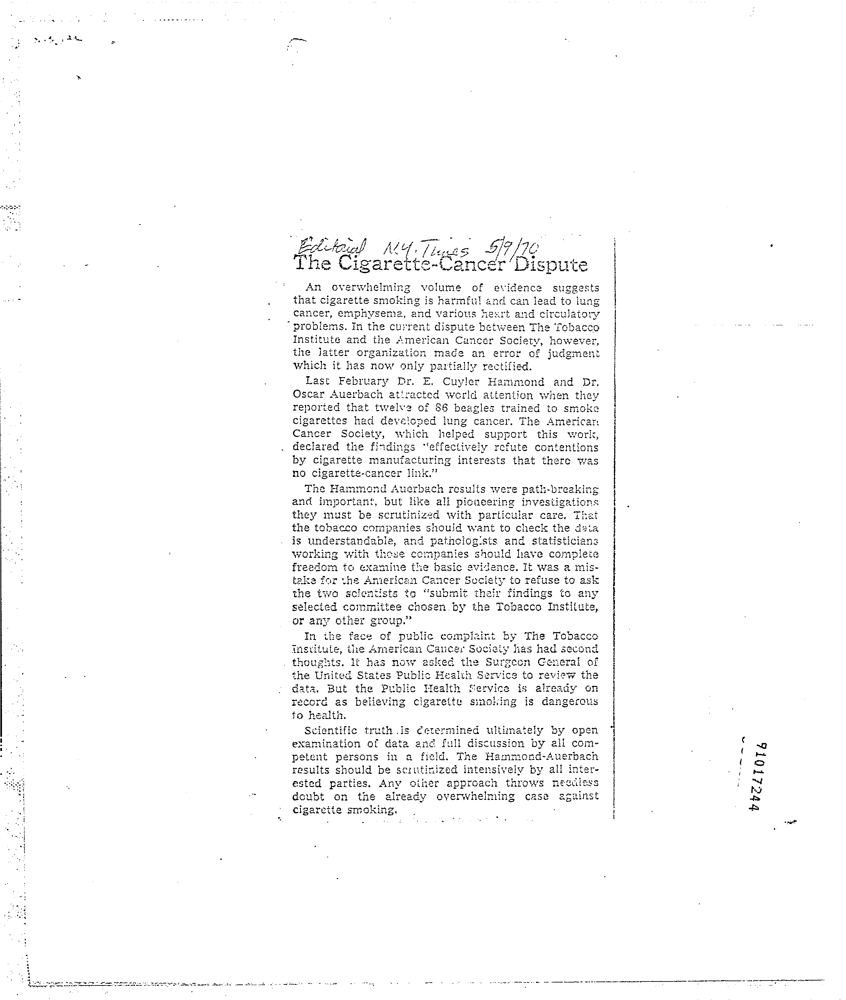 Editorial N.Y. Times 5/9/70
The Cigarette-Cancer Dispute
An overwhelming volume of evidence suggests
that cigarette smoking is harmful and can lead to lung
cancer, emphysema, and various heart and circulatory
problems. In the current dispute between The Tobacco
Institute and the American Cancer Society, however,
the latter organization made an error of judgment
which it has now only partially rectified.
Last February Dr. E. Cuyler Hammond and Dr.
Oscar Auerbach attracted world attention when they
reported that twelve of 86 beagles trained to smoke
cigarettes had developed lung cancer. The American
Cancer Society, which helped support this work,
declared the findings "effectively refute contentions
by cigarette manufacturing interests that there was
no cigarette-cancer link."
The Hammond Auerbach results were path-breaking
and important, but like all pioneering investigations
they must be scrutinized with particular care. That
the tobacco companies should want to check the data
is understandable, and pathologists and statisticians
working with these companies should have complete
freedom to examine the basic evidence. It was a mis-
take for the American Cancer Society to refuse to ask
the two scientists to "submit their findings to any
selected committee chosen by the Tobacco Institute,
or any other group."
In the face of public complaint by The Tobacco
Institute, the American Cancer Society has had second
thoughts. It has now asked the Surgeon General of
the United States Public Health Service to review the
data. But the Public Health Service is already on
record as believing cigarette smoking is dangerous
to health.
Scientific truth is determined ultimately by open
examination of data and full discussion by all com-
petent persons in a field. The Hammond-Auerbach
results should be scrutinized intensively by all inter-
ested parties. Any other approach throws needless
doubt on the already overwhelming case against
cigarette smoking.
91017244